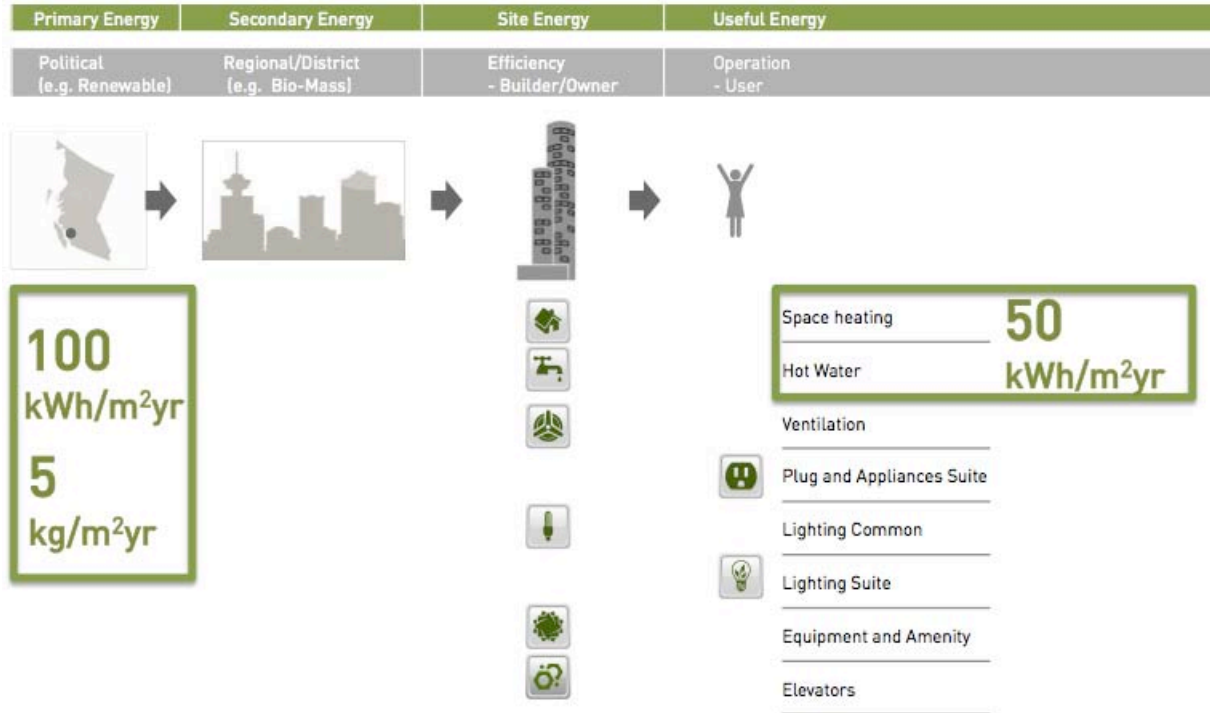 Primary Energy
Secondary Energy
Site Energy
Useful Energy
Political
(e.g. Renewable)
Regional/District
(e.g. Bio-Mass)
Efficiency
- Builder/Owner
Operation
- User
100
kWh/m²yr
5
kg/m²yr
Space heating
Hot Water
50
kWh/m²yr
Ventilation
Plug and Appliances Suite
Lighting Common
Lighting Suite
Equipment and Amenity
Elevators
?